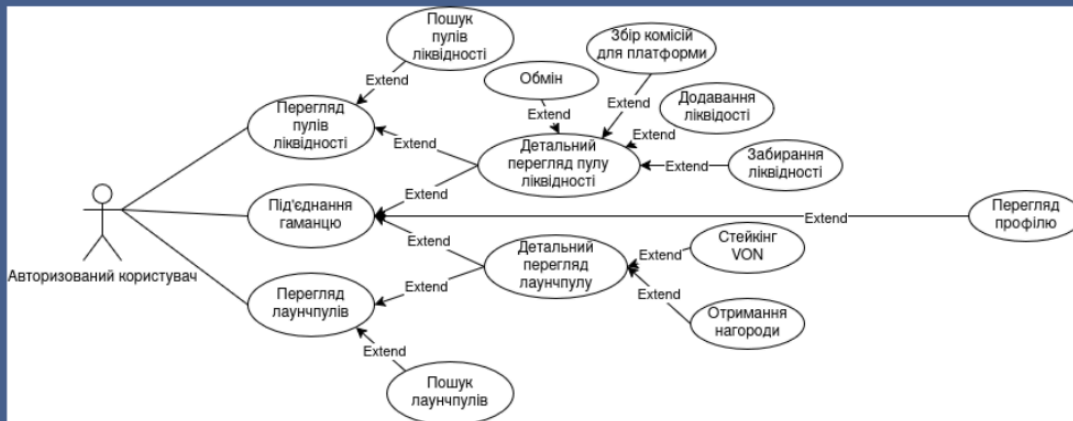 Пошук
пулів
ліквідності
Збір комісій
для платформи
Extend
Обмін
Extend
Extend
Додавання
ліквідості
Перегляд
пулів
ліквідності
Extend
Extend
Детальний
перегляд пулу
ліквідності
Extend
Забирання
ліквідності
Extend
Під'єднання
гаманцю
Extend
Перегляд
профілю
Авторизований користувач
Extend
Детальний
перегляд
лаунчпулу
Extend
Стейкінг
VON
Перегляд
лаунчпулів
Extend
Extend
Отримання
нагороди
Extend
Пошук
лаунчпулів